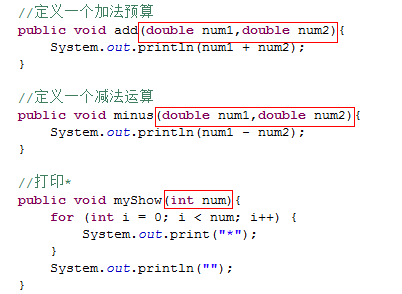 //定义一个加法预算
public void add(double num1,double num2){
    System.out.println(num1 + num2);
}

//定义一个减法运算
public void minus(double num1,double num2){
    System.out.println(num1 - num2);
}

//打印*
public void myShow(int num){
    for (int i = 0; i < num; i++) {
        System.out.print("*");
    }
    System.out.println("");
}